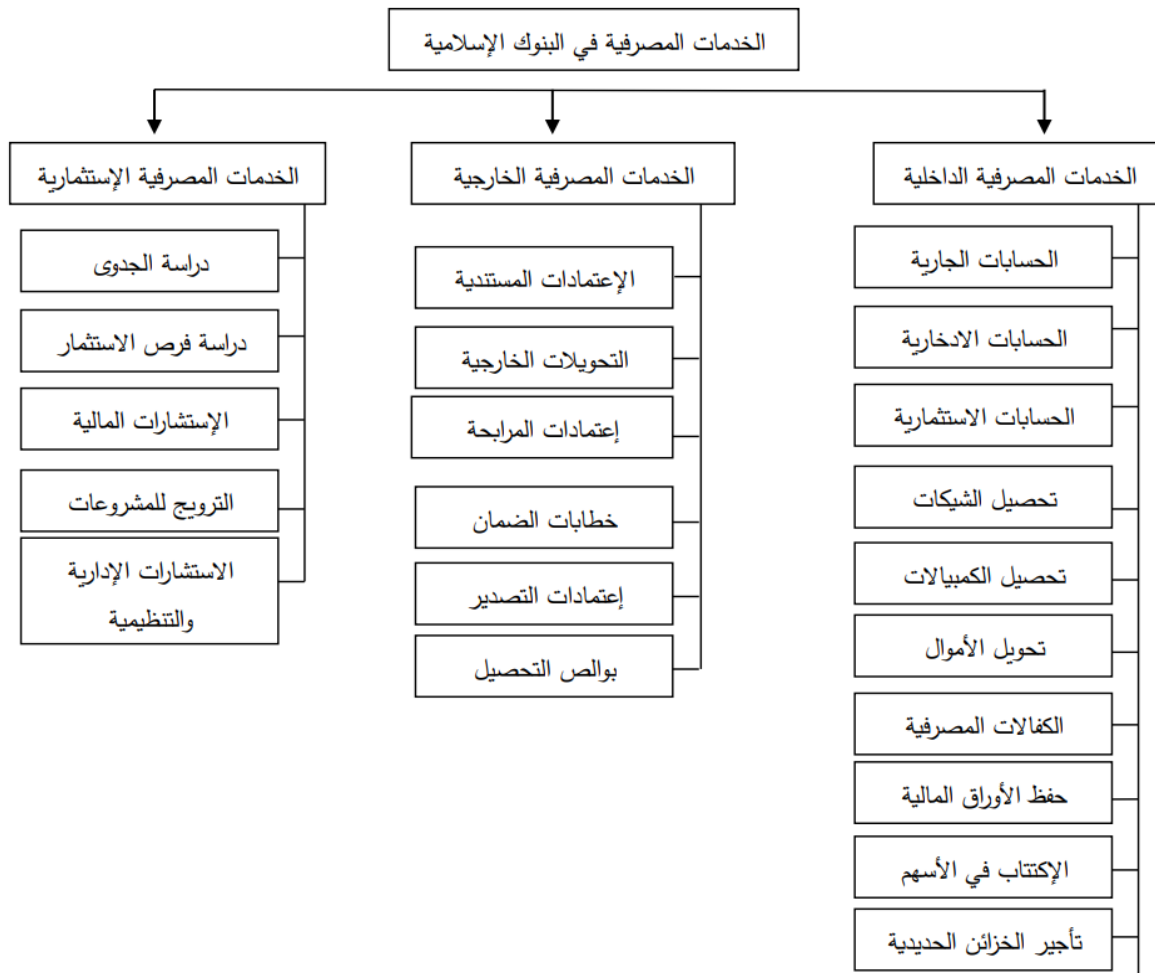 الخدمات المصرفية في البنوك الإسلامية
الخدمات المصرفية الداخلية
الحسابات الجارية
الحسابات الادخارية
الحسابات الاستثمارية
تحصيل الشيكات
تحصيل الكمبيالات
تحويل الأموال
الكفالات المصرفية
حفظ الأوراق المالية
الإكتتاب في الأسهم
تأجير الخزائن الحديدية
الخدمات المصرفية الخارجية
الإعتمادات المستندية
التحويلات الخارجية
إعتمادات المرابحة
خطابات الضمان
إعتمادات التصدير
بوالص التحصيل
الخدمات المصرفية الإستثمارية
دراسة الجدوى
دراسة فرص الاستثمار
الإستشارات المالية
الترويج للمشروعات
الاستشارات الإدارية
والتنظيمية